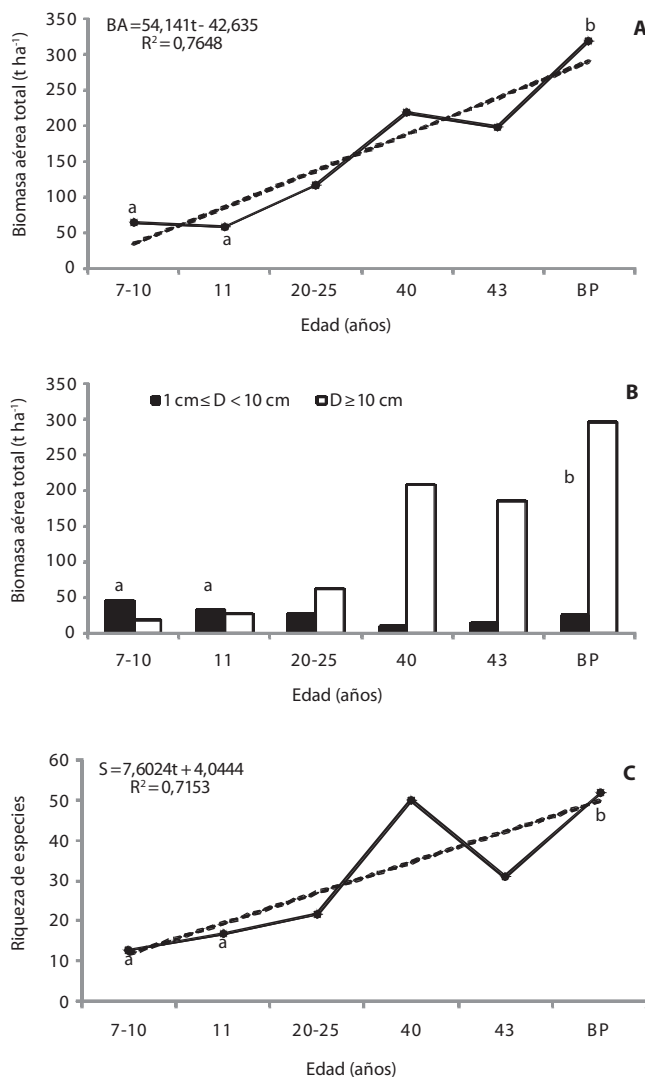 BA=54,141t- 42,635
R² = 0,7648
A
Biomasa aérea total (t ha⁻¹)
350
300
250
200
150
100
50
0
a
a
b
7-10 11 20-25 40 43 BP
Edad (años)
B
1 cm ≤ D < 10 cm D ≥ 10 cm
Biomasa aérea total (t ha⁻¹)
350
300
250
200
150
100
50
0
a
a
b
7-10 11 20-25 40 43 BP
Edad (años)
S=7,6024t+4,0444
R² = 0,7153
C
Riqueza de especies
60
50
40
30
20
10
0
a
a
b
7-10 11 20-25 40 43 BP
Edad (años)